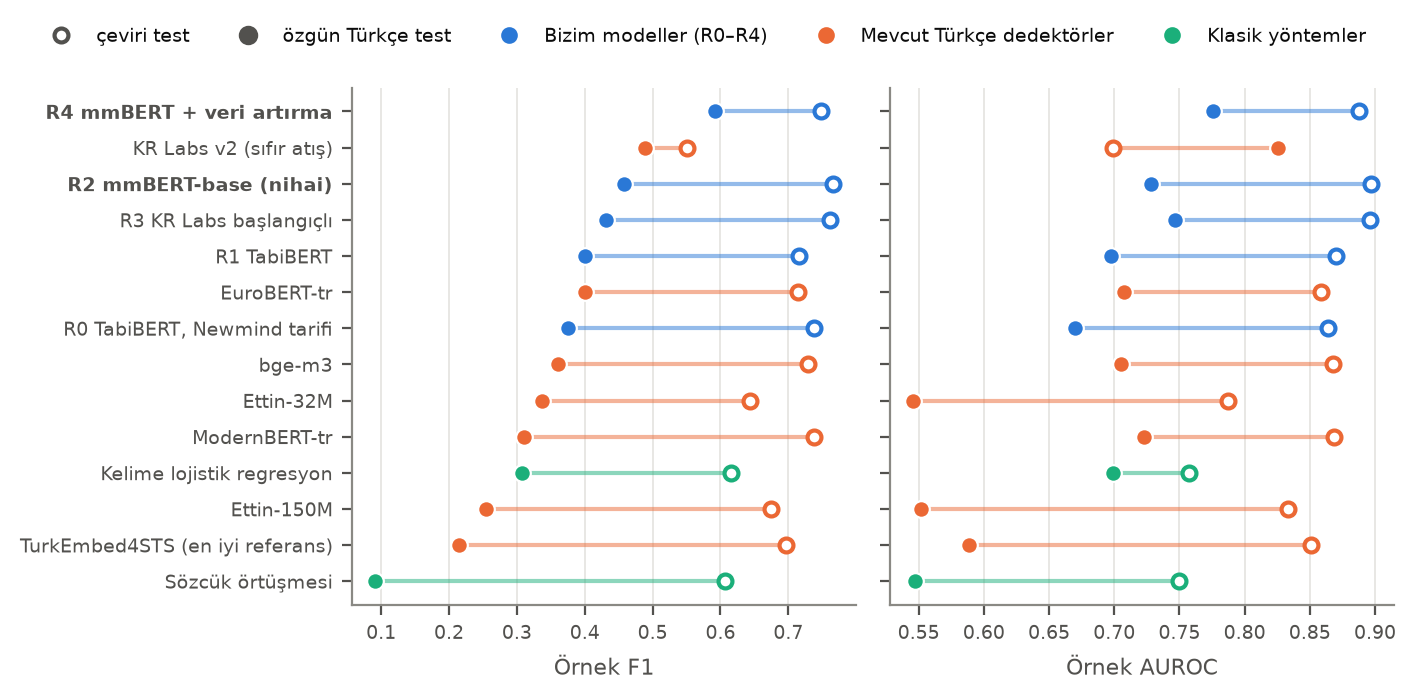 çeviri test
özgün Türkçe test
Bizim modeller (R0–R4)
Mevcut Türkçe dedektörler
Klasik yöntemler
R4 mmBERT + veri artırma
KR Labs v2 (sıfır atış)
R2 mmBERT-base (nihai)
R3 KR Labs başlangıçlı
R1 TabiBERT
EuroBERT-tr
R0 TabiBERT, Newmind tarifi
bge-m3
Ettin-32M
ModernBERT-tr
Kelime lojistik regresyon
Ettin-150M
TurkEmbed4STS (en iyi referans)
Sözcük örtüşmesi
0.1 0.2 0.3 0.4 0.5 0.6 0.7
Örnek F1
0.55 0.60 0.65 0.70 0.75 0.80 0.85 0.90
Örnek AUROC